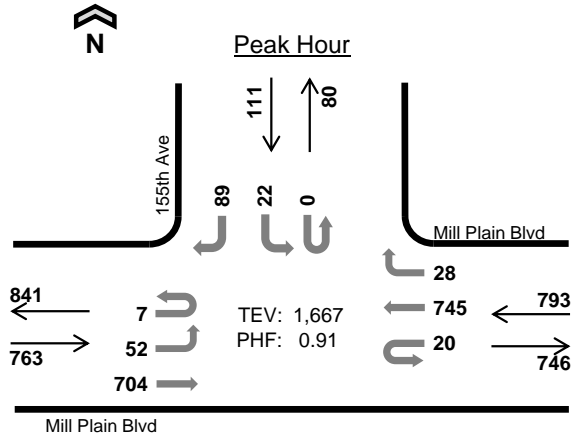 N
Peak Hour
111
80
155th Ave
89
22
0
Mill Plain Blvd
28
841
7
TEV: 1,667
745
793
763
52
PHF: 0.91
20
746
704
Mill Plain Blvd